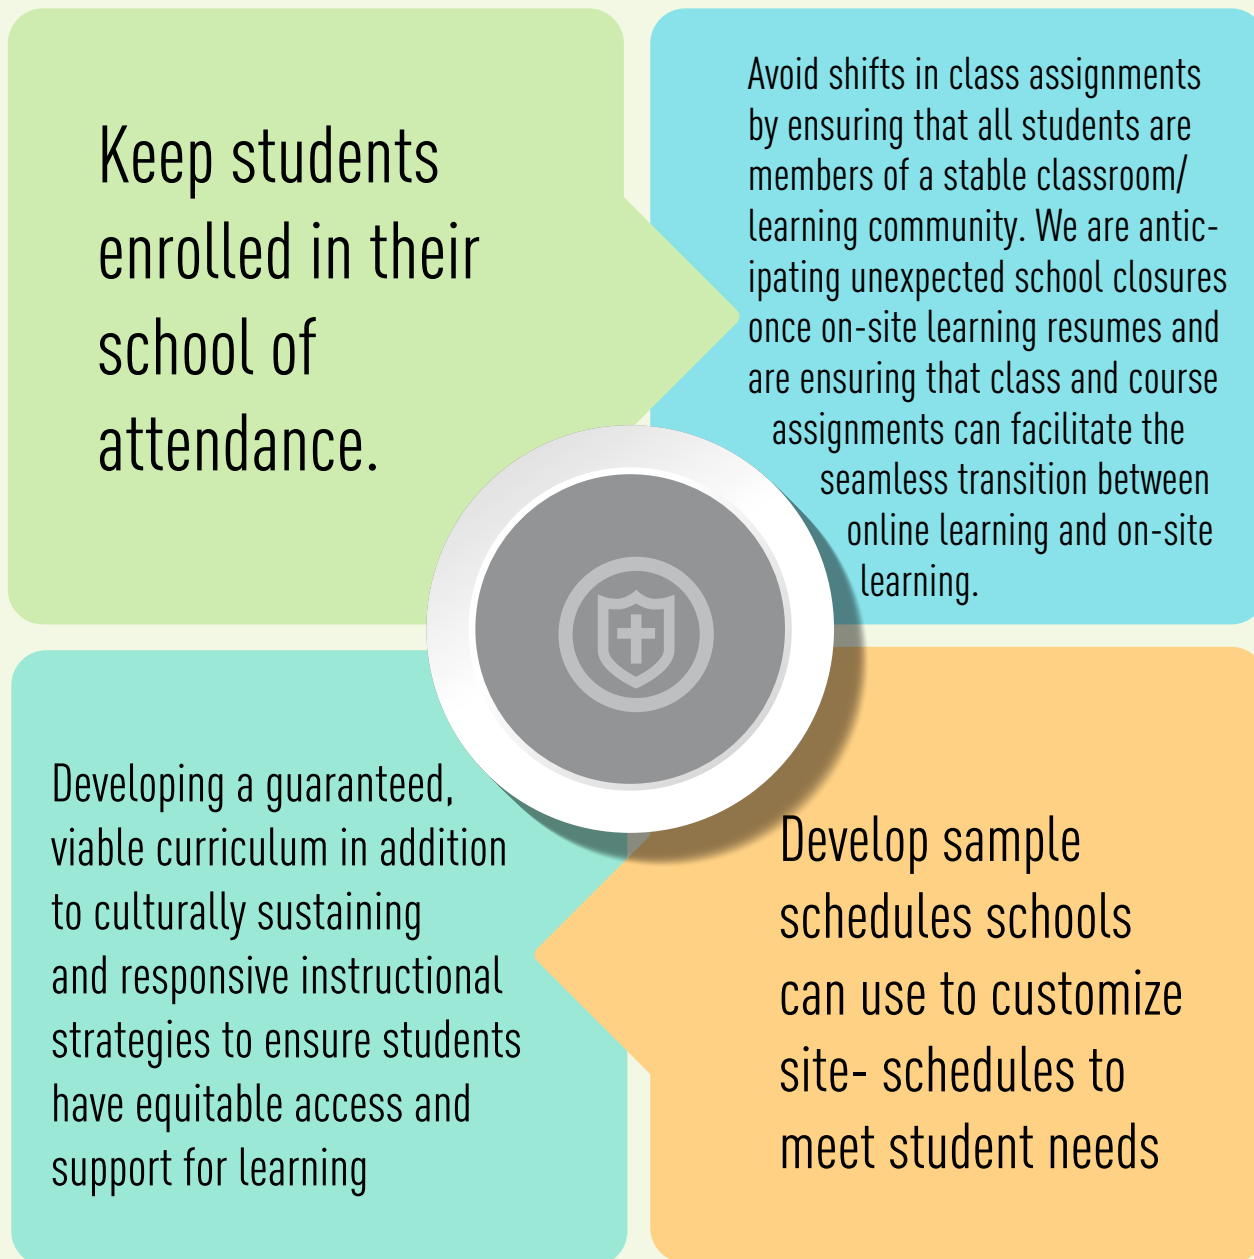 Keep students
enrolled in their
school of
attendance.
Avoid shifts in class assignments
by ensuring that all students are
members of a stable classroom/
learning community. We are antic-
ipating unexpected school closures
once on-site learning resumes and
are ensuring that class and course
assignments can facilitate the
seamless transition between
online learning and on-site
learning.
Developing a guaranteed,
viable curriculum in addition
to culturally sustaining
and responsive instructional
strategies to ensure students
have equitable access and
support for learning
Develop sample
schedules schools
can use to customize
site- schedules to
meet student needs